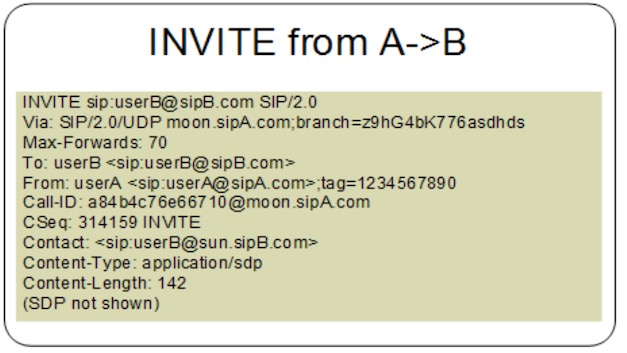 INVITE from A->B
INVITE sip:userB@sipB.com SIP/2.0
Via: SIP/2.0/UDP moon.sipA.com;branch=z9hG4bK776asdhds
Max-Forwards: 70
To: userB <sip:userB@sipB.com>
From: userA <sip:userA@sipA.com>;tag=1234567890
Call-ID: a84b4c76e66710@moon.sipA.com
CSeq: 314159 INVITE
Contact: <sip:userB@sun.sipB.com>
Content-Type: application/sdp
Content-Length: 142
(SDP not shown)